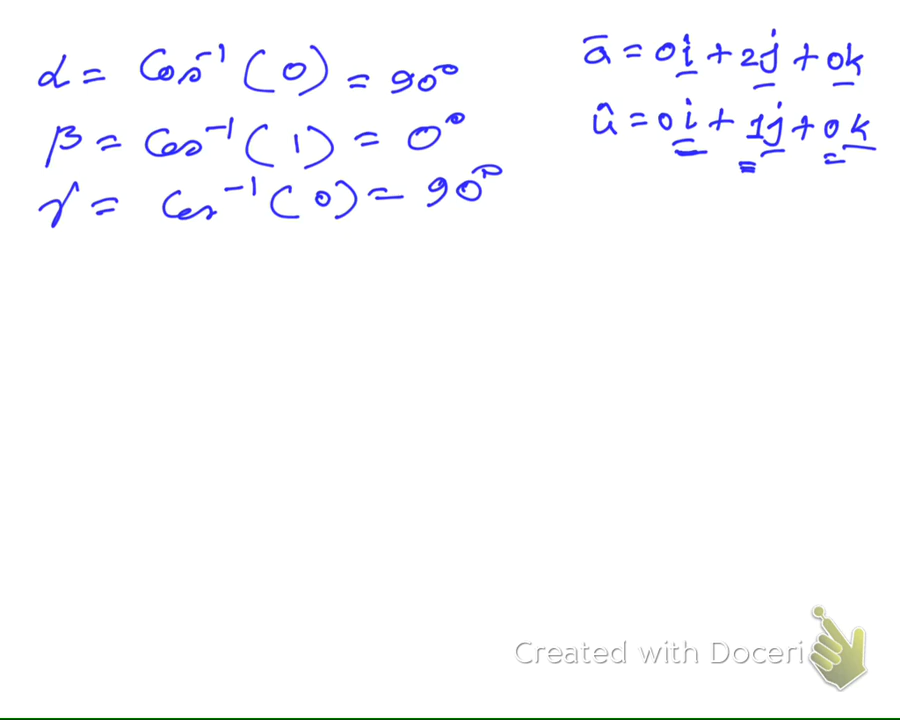 α = Cos⁻¹ (0) = 90°
β = Cos⁻¹ (1) = 0°
γ = Cos⁻¹ (0) = 90°
a̅ = 0i + 2j + 0k
û = 0i + 1j + 0k
Created with Doceri